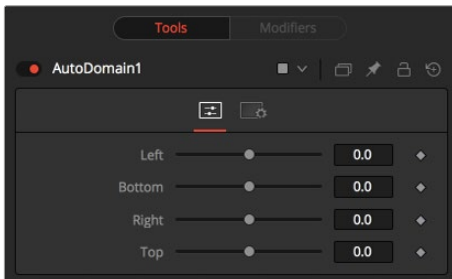 Tools Modifiers
AutoDomain1
Left 0.0
Bottom 0.0
Right 0.0
Top 0.0